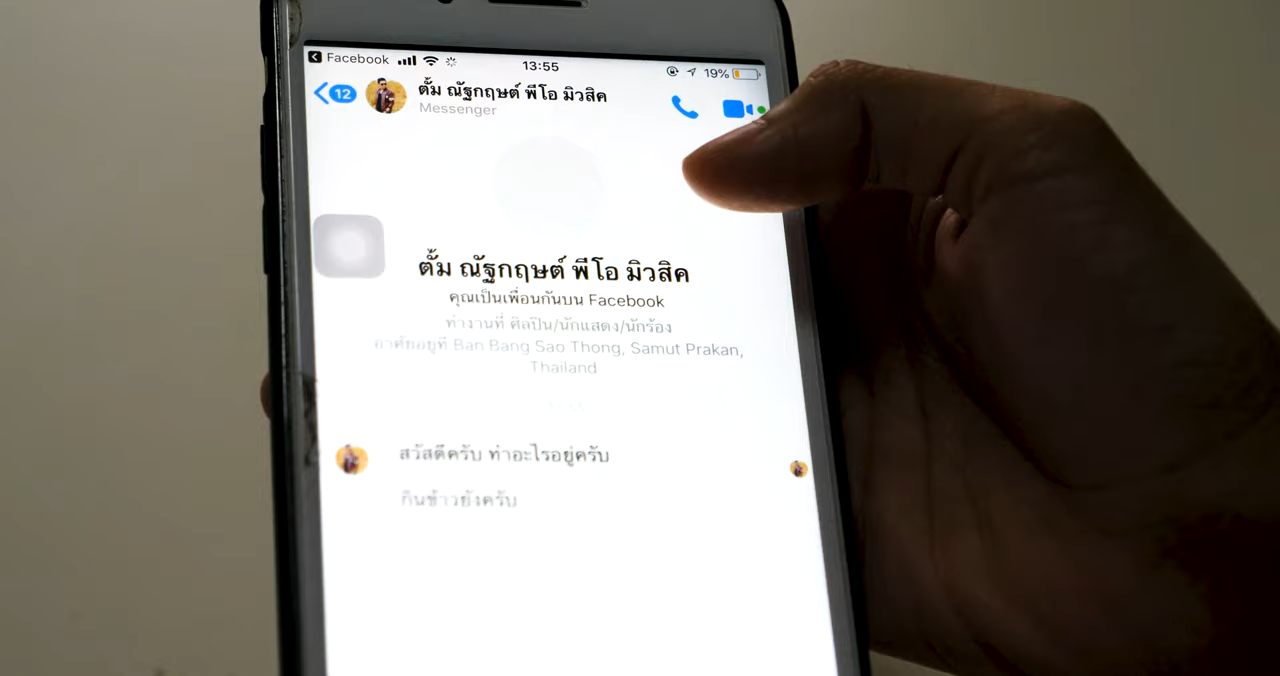 Facebook 13:55 19%
12 ตั้ม ณัฐกฤษต์ พีโอ มิวสิค
Messenger
ตั้ม ณัฐกฤษต์ พีโอ มิวสิค
คุณเป็นเพื่อนกันบน Facebook
ทำงานที่ ศิลปิน/นักแสดง/นักร้อง
อาศัยอยู่ที่ Ban Bang Sao Thong, Samut Prakan,
Thailand
สวัสดีครับ ทำอะไรอยู่ครับ
กินข้าวยังครับ